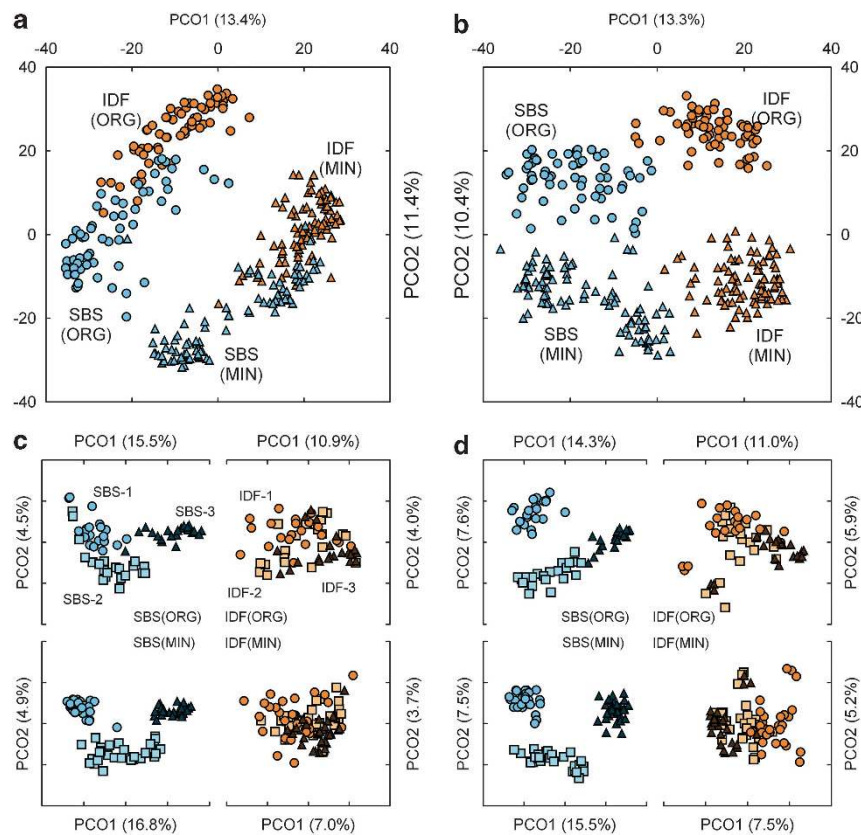 a
PCO1 (13.4%)
-40 -20 0 20 40
40
20
0
-20
-40
IDF
(ORG)
IDF
(MIN)
SBS
(ORG)
SBS
(MIN)
PCO2 (11.4%)
b
PCO1 (13.3%)
-40 -20 0 20 40
40
20
0
-20
-40
SBS
(ORG)
IDF
(ORG)
SBS
(MIN)
IDF
(MIN)
PCO2 (10.4%)
c
PCO1 (15.5%)
PCO1 (10.9%)
PCO2 (4.5%)
PCO2 (4.0%)
SBS-1
SBS-3
SBS-2
IDF-1
IDF-2
IDF-3
SBS(ORG)
IDF(ORG)
SBS(MIN)
IDF(MIN)
PCO2 (4.9%)
PCO2 (3.7%)
PCO1 (16.8%)
PCO1 (7.0%)
d
PCO1 (14.3%)
PCO1 (11.0%)
PCO2 (7.6%)
PCO2 (5.9%)
SBS(ORG)
IDF(ORG)
SBS(MIN)
IDF(MIN)
PCO2 (7.5%)
PCO2 (5.2%)
PCO1 (15.5%)
PCO1 (7.5%)